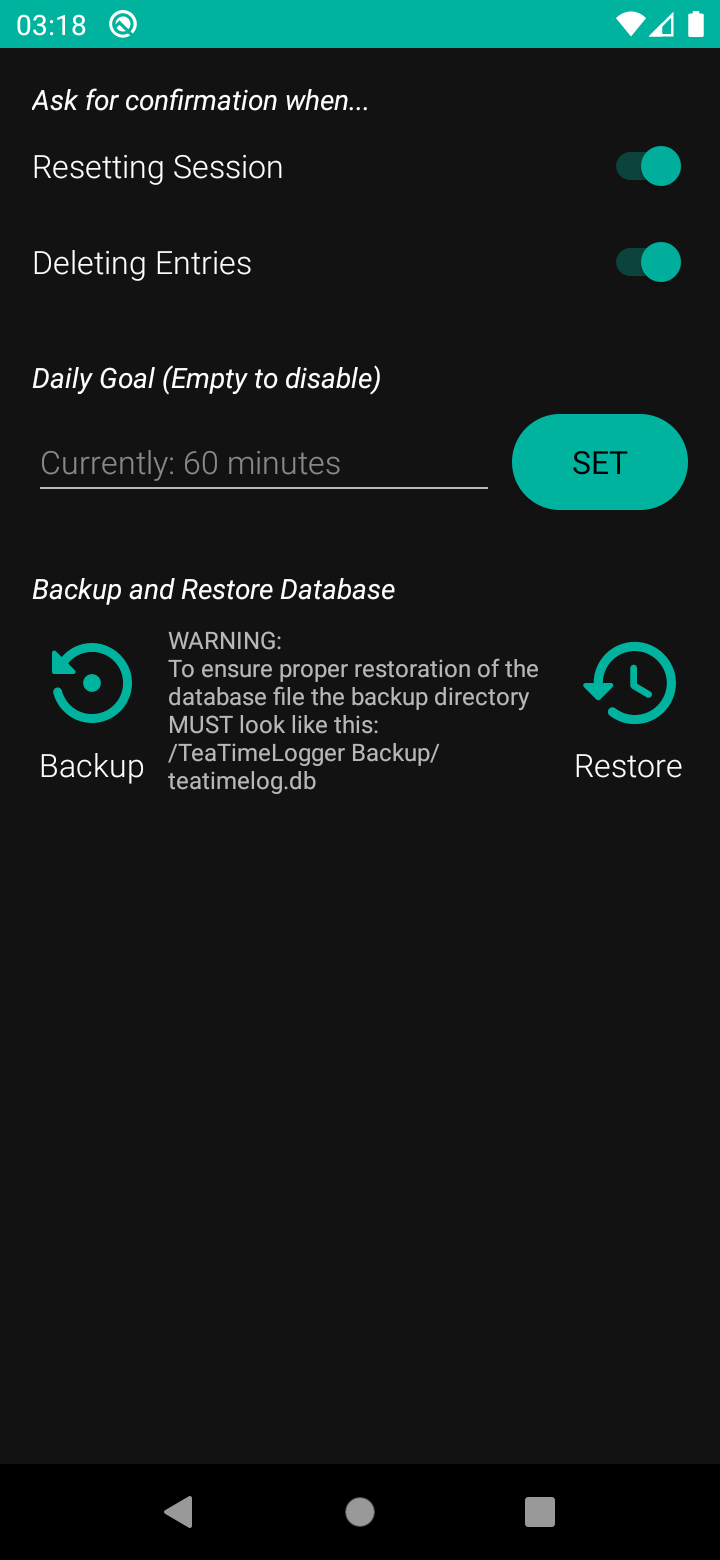 03:18
Ask for confirmation when...
Resetting Session
Deleting Entries
Daily Goal (Empty to disable)
Currently: 60 minutes
SET
Backup and Restore Database
WARNING:
To ensure proper restoration of the
database file the backup directory
MUST look like this:
/TeaTimeLogger Backup/
teatimelog.db
Backup
Restore